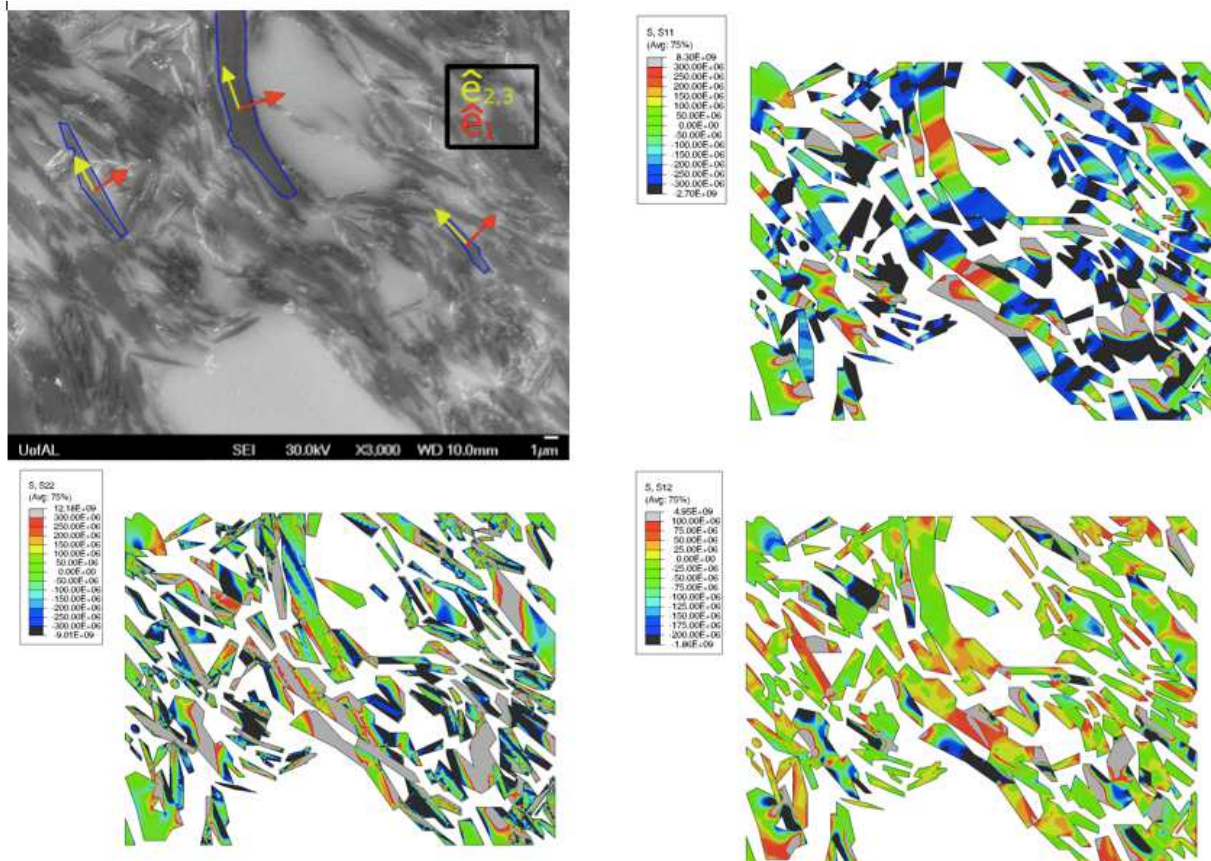 ê2,3
ê1
UofAL SEI 30.0kV X3,000 WD 10.0mm 1μm
S, S11
(Avg: 75%)
8.30E+09
300.00E+06
250.00E+06
200.00E+06
150.00E+06
100.00E+06
50.00E+06
0.00E+00
-50.00E+06
-100.00E+06
-150.00E+06
-200.00E+06
-250.00E+06
-300.00E+06
-2.70E+09
S, S22
(Avg: 75%)
12.18E+09
300.00E+06
250.00E+06
200.00E+06
150.00E+06
100.00E+06
50.00E+06
0.00E+00
-50.00E+06
-100.00E+06
-150.00E+06
-200.00E+06
-250.00E+06
-300.00E+06
-9.01E+09
S, S12
(Avg: 75%)
4.95E+09
100.00E+06
75.00E+06
50.00E+06
25.00E+06
0.00E+00
-25.00E+06
-50.00E+06
-75.00E+06
-100.00E+06
-125.00E+06
-150.00E+06
-175.00E+06
-200.00E+06
-1.86E+09